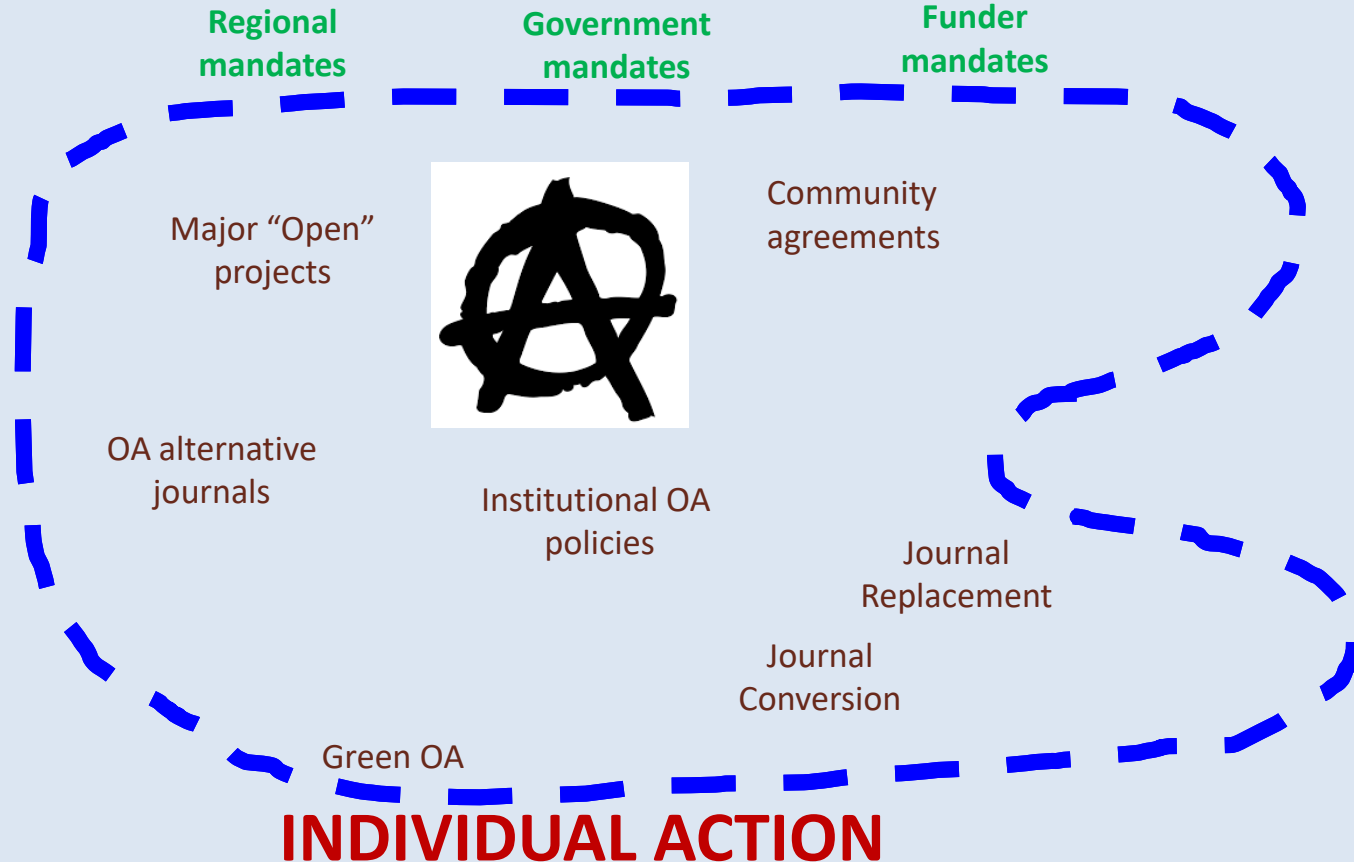 Regional
mandates
Government
mandates
Funder
mandates
Major “Open”
projects
Community
agreements
OA alternative
journals
Institutional OA
policies
Journal
Replacement
Journal
Conversion
Green OA
INDIVIDUAL ACTION